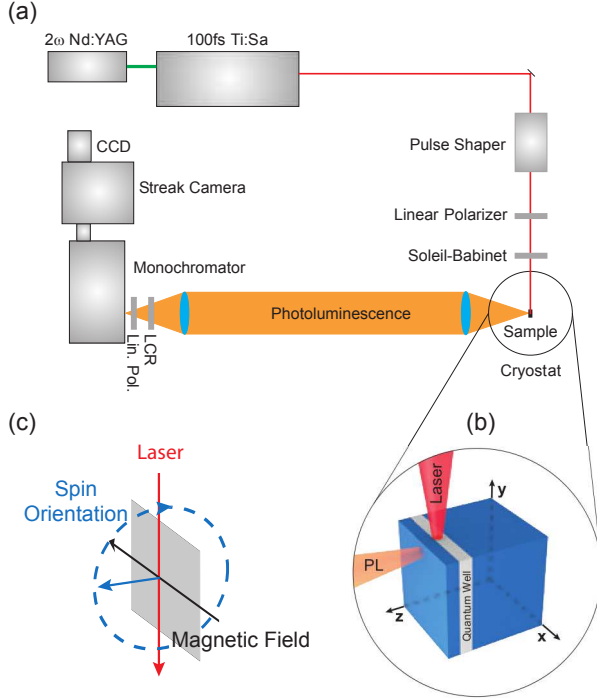 (a)
2ω Nd:YAG
100fs Ti:Sa
CCD
Streak Camera
Pulse Shaper
Linear Polarizer
Soleil-Babinet
Monochromator
Lin. Pol.
LCR
Photoluminescence
Sample
Cryostat
(c)
Laser
Spin
Orientation
Magnetic Field
(b)
Laser
y
PL
Quantum Well
z
x